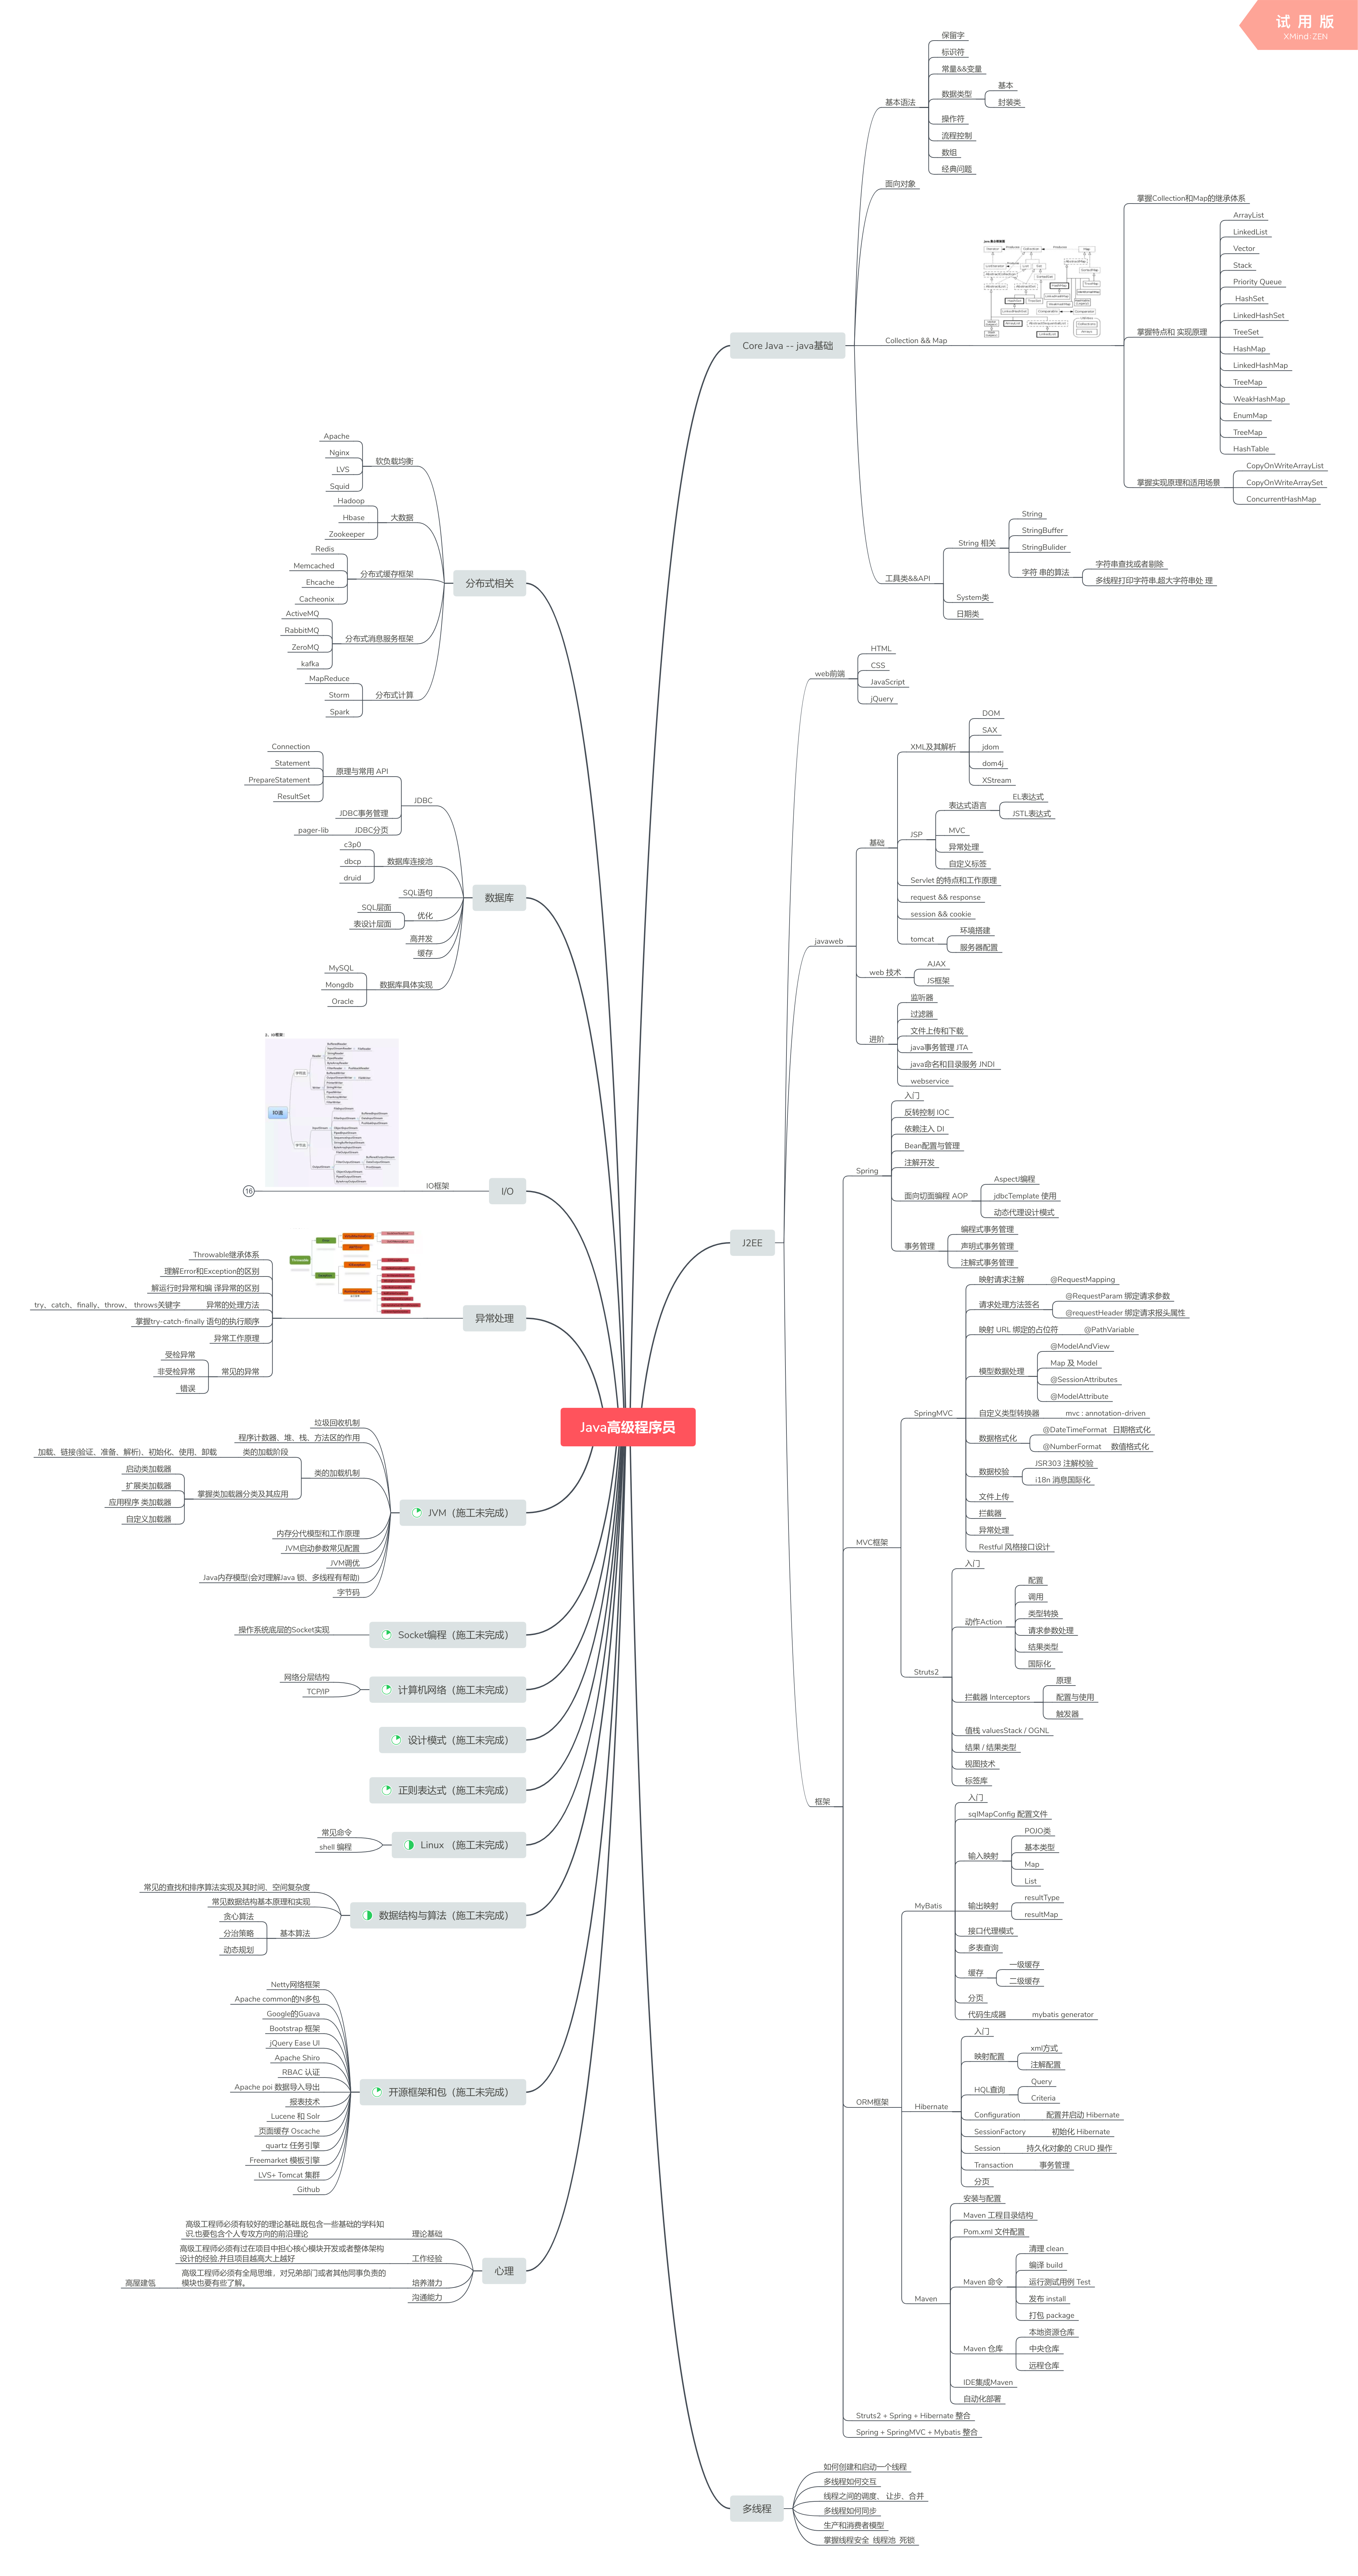 试 用 版
XMind:ZEN
Java高级程序员
Core Java -- java基础
基本语法
保留字
标识符
常量&&变量
数据类型
基本
封装类
操作符
流程控制
数组
经典问题
面向对象
Collection && Map
掌握Collection和Map的继承体系
掌握特点和 实现原理
ArrayList
LinkedList
Vector
Stack
Priority Queue
HashSet
LinkedHashSet
TreeSet
HashMap
LinkedHashMap
TreeMap
WeakHashMap
EnumMap
TreeMap
HashTable
掌握实现原理和适用场景
CopyOnWriteArrayList
CopyOnWriteArraySet
ConcurrentHashMap
工具类&&API
String 相关
String
StringBuffer
StringBulider
字符 串的算法
字符串查找或者剔除
多线程打印字符串,超大字符串处 理
System类
日期类
J2EE
web前端
HTML
CSS
JavaScript
jQuery
javaweb
基础
XML及其解析
DOM
SAX
jdom
dom4j
XStream
JSP
表达式语言
EL表达式
JSTL表达式
MVC
异常处理
自定义标签
Servlet 的特点和工作原理
request && response
session && cookie
tomcat
环境搭建
服务器配置
web 技术
AJAX
JS框架
进阶
监听器
过滤器
文件上传和下载
java事务管理 JTA
java命名和目录服务 JNDI
webservice
框架
Spring
入门
反转控制 IOC
依赖注入 DI
Bean配置与管理
注解开发
面向切面编程 AOP
AspectJ编程
jdbcTemplate 使用
动态代理设计模式
事务管理
编程式事务管理
声明式事务管理
注解式事务管理
MVC框架
SpringMVC
映射请求注解
@RequestMapping
请求处理方法签名
@RequestParam 绑定请求参数
@requestHeader 绑定请求报头属性
映射 URL 绑定的占位符
@PathVariable
模型数据处理
@ModelAndView
Map 及 Model
@SessionAttributes
@ModelAttribute
自定义类型转换器
mvc : annotation-driven
数据格式化
@DateTimeFormat 日期格式化
@NumberFormat 数值格式化
数据校验
JSR303 注解校验
i18n 消息国际化
文件上传
拦截器
异常处理
Restful 风格接口设计
Struts2
入门
动作Action
配置
调用
类型转换
请求参数处理
结果类型
国际化
拦截器 Interceptors
原理
配置与使用
触发器
值栈 valuesStack / OGNL
结果 / 结果类型
视图技术
标签库
ORM框架
MyBatis
入门
sqlMapConfig 配置文件
输入映射
POJO类
基本类型
Map
List
输出映射
resultType
resultMap
接口代理模式
多表查询
缓存
一级缓存
二级缓存
分页
代码生成器
mybatis generator
Hibernate
入门
映射配置
xml方式
注解配置
HQL查询
Query
Criteria
Configuration
配置并启动 Hibernate
SessionFactory
初始化 Hibernate
Session
持久化对象的 CRUD 操作
Transaction
事务管理
分页
Maven
安装与配置
Maven 工程目录结构
Pom.xml 文件配置
Maven 命令
清理 clean
编译 build
运行测试用例 Test
发布 install
打包 package
Maven 仓库
本地资源仓库
中央仓库
远程仓库
IDE集成Maven
自动化部署
Struts2 + Spring + Hibernate 整合
Spring + SpringMVC + Mybatis 整合
多线程
如何创建和启动一个线程
多线程如何交互
线程之间的调度、 让步、合并
多线程如何同步
生产和消费者模型
掌握线程安全 线程池 死锁
分布式相关
软负载均衡
Apache
Nginx
LVS
Squid
大数据
Hadoop
Hbase
Zookeeper
分布式缓存框架
Redis
Memcached
Ehcache
Cacheonix
分布式消息服务框架
ActiveMQ
RabbitMQ
ZeroMQ
kafka
分布式计算
MapReduce
Storm
Spark
数据库
JDBC
原理与常用 API
Connection
Statement
PrepareStatement
ResultSet
JDBC事务管理
JDBC分页
pager-lib
数据库连接池
c3p0
dbcp
druid
SQL语句
优化
SQL层面
表设计层面
高并发
缓存
数据库具体实现
MySQL
Mongdb
Oracle
I/O
IO框架
16
异常处理
Throwable继承体系
理解Error和Exception的区别
解运行时异常和编 译异常的区别
异常的处理方法
try、catch、finally、throw、 throws关键字
掌握try-catch-finally 语句的执行顺序
异常工作原理
常见的异常
受检异常
非受检异常
错误
JVM（施工未完成）
垃圾回收机制
程序计数器、堆、栈、方法区的作用
类的加载机制
类的加载阶段
加载、链接(验证、准备、解析)、初始化、使用、卸载
掌握类加载器分类及其应用
启动类加载器
扩展类加载器
应用程序 类加载器
自定义加载器
内存分代模型和工作原理
JVM启动参数常见配置
JVM调优
Java内存模型(会对理解Java 锁、多线程有帮助)
字节码
Socket编程（施工未完成）
操作系统底层的Socket实现
计算机网络（施工未完成）
网络分层结构
TCP/IP
设计模式（施工未完成）
正则表达式（施工未完成）
Linux （施工未完成）
常见命令
shell 编程
数据结构与算法（施工未完成）
常见的查找和排序算法实现及其时间、空间复杂度
常见数据结构基本原理和实现
基本算法
贪心算法
分治策略
动态规划
开源框架和包（施工未完成）
Netty网络框架
Apache common的N多包
Google的Guava
Bootstrap 框架
jQuery Ease UI
Apache Shiro
RBAC 认证
Apache poi 数据导入导出
报表技术
Lucene 和 Solr
页面缓存 Oscache
quartz 任务引擎
Freemarket 模板引擎
LVS+ Tomcat 集群
Github
心理
理论基础
高级工程师必须有较好的理论基础,既包含一些基础的学科知
识,也要包含个人专攻方向的前沿理论
工作经验
高级工程师必须有过在项目中担心核心模块开发或者整体架构
设计的经验,并且项目越高大上越好
培养潜力
高级工程师必须有全局思维，对兄弟部门或者其他同事负责的
模块也要有些了解。
高屋建瓴
沟通能力